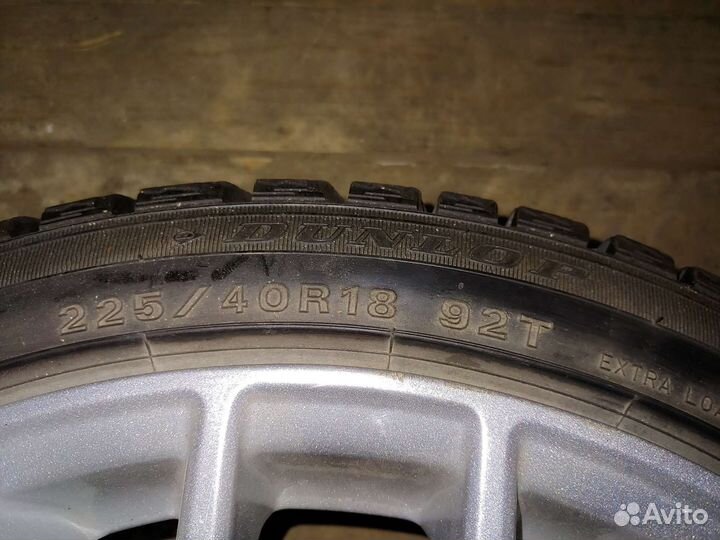 DUNLOP
225/40R18 92T
EXTRA LOA
Avito